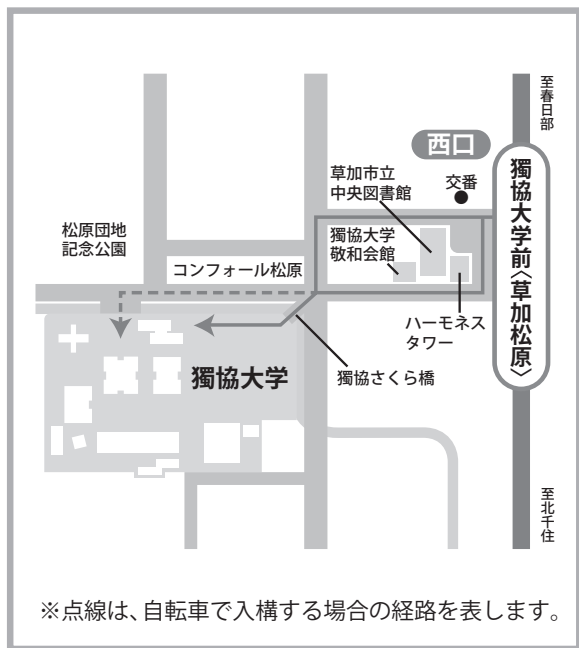 至春日部
西口
草加市立
中央図書館
交番
獨協大学前〈草加松原〉
獨協大学
敬和会館
松原団地
記念公園
コンフォール松原
ハーモネス
タワー
獨協大学
獨協さくら橋
至北千住
※点線は、自転車で入構する場合の経路を表します。